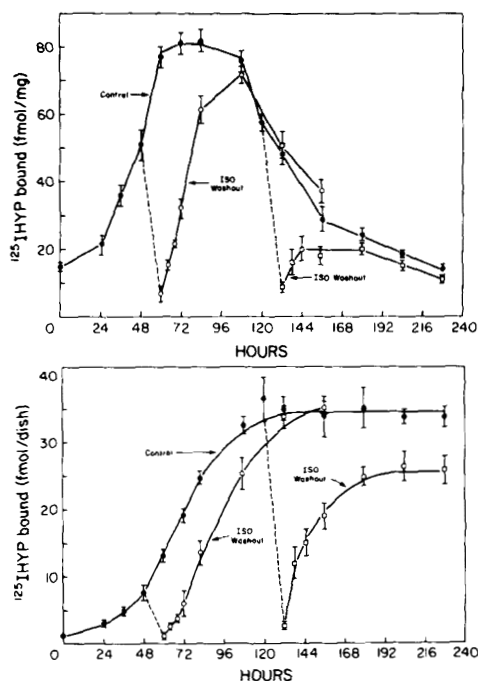 ¹²⁵IHYP bound (fmol/mg)
80
60
40
20
0
Control
ISO
Washout
ISO Washout
0 24 48 72 96 120 144 168 192 216 240
HOURS
¹²⁵IHYP bound (fmol/dish)
40
30
20
10
0
Control
ISO
Washout
ISO
Washout
0 24 48 72 96 120 144 168 192 216 240
HOURS